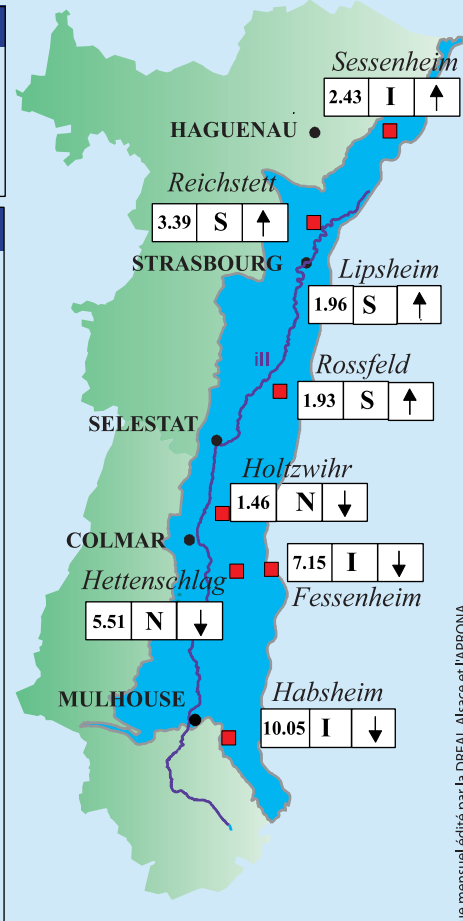 Sessenheim
2.43 I ↑
HAGUENAU
Reichstett
3.39 S ↑
STRASBOURG
Lipsheim
1.96 S ↑
ill
Rossfeld
1.93 S ↑
SELESTAT
Holtzwihr
1.46 N ↓
COLMAR
7.15 I ↓
Fessenheim
Hettenschlag
5.51 N ↓
MULHOUSE
Habsheim
10.05 I ↓
mensuel édité par la DREAL Alsace et l'APRONA